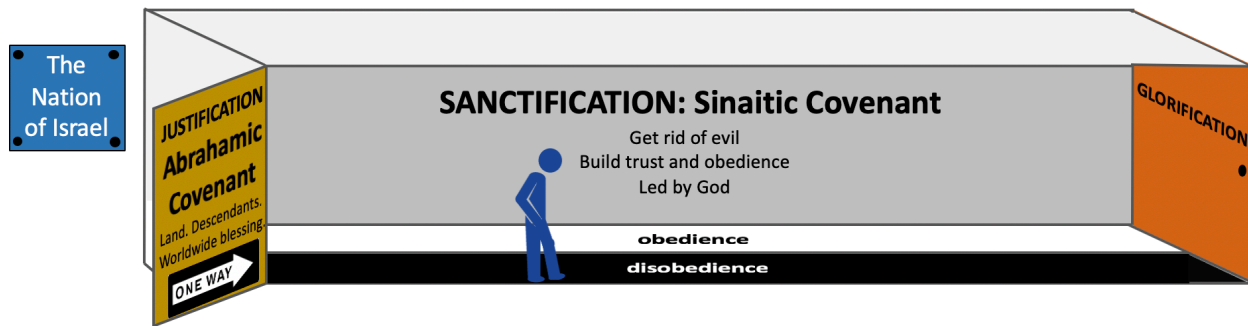 The
Nation
of Israel
JUSTIFICATION
Abrahamic
Covenant
Land. Descendants.
Worldwide blessing.
ONE WAY
SANCTIFICATION: Sinaitic Covenant
Get rid of evil
Build trust and obedience
Led by God
obedience
disobedience
GLORIFICATION